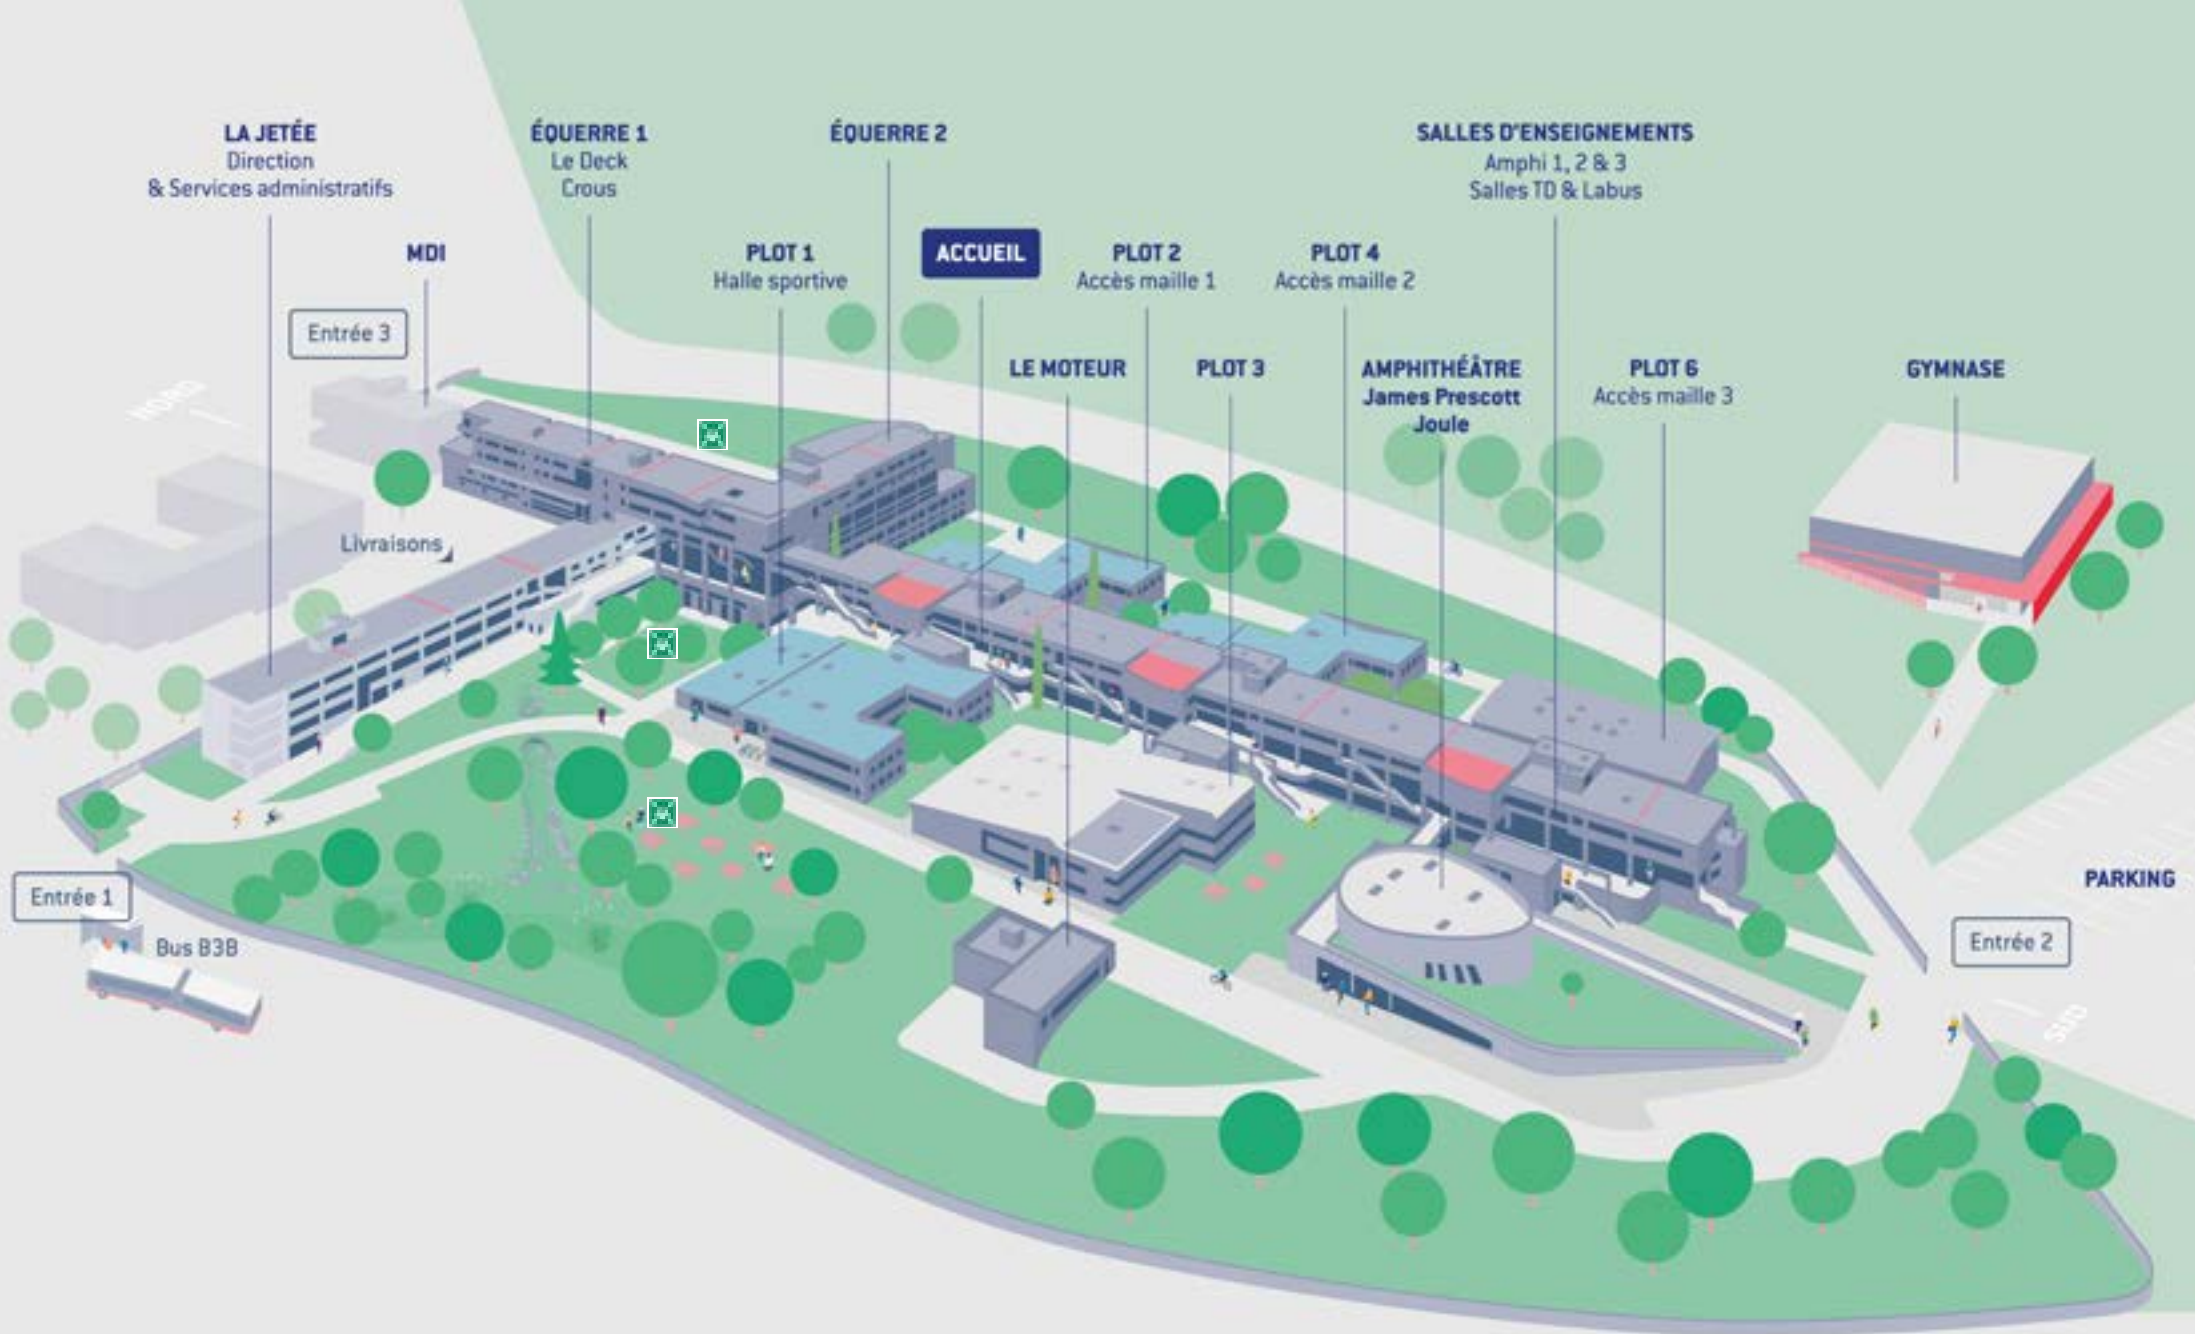 LA JETÉE
Direction
& Services administratifs
ÉQUERRE 1
Le Deck
Crous
ÉQUERRE 2
SALLES D'ENSEIGNEMENTS
Amphi 1, 2 & 3
Salles TD & Labus
MDI
PLOT 1
Halle sportive
ACCUEIL
PLOT 2
Accès maille 1
PLOT 4
Accès maille 2
Entrée 3
LE MOTEUR
PLOT 3
AMPHITHÉÂTRE
James Prescott
Joule
PLOT 6
Accès maille 3
GYMNASE
NORD
Livraisons
PARKING
Entrée 1
Bus B3B
Entrée 2
SUD